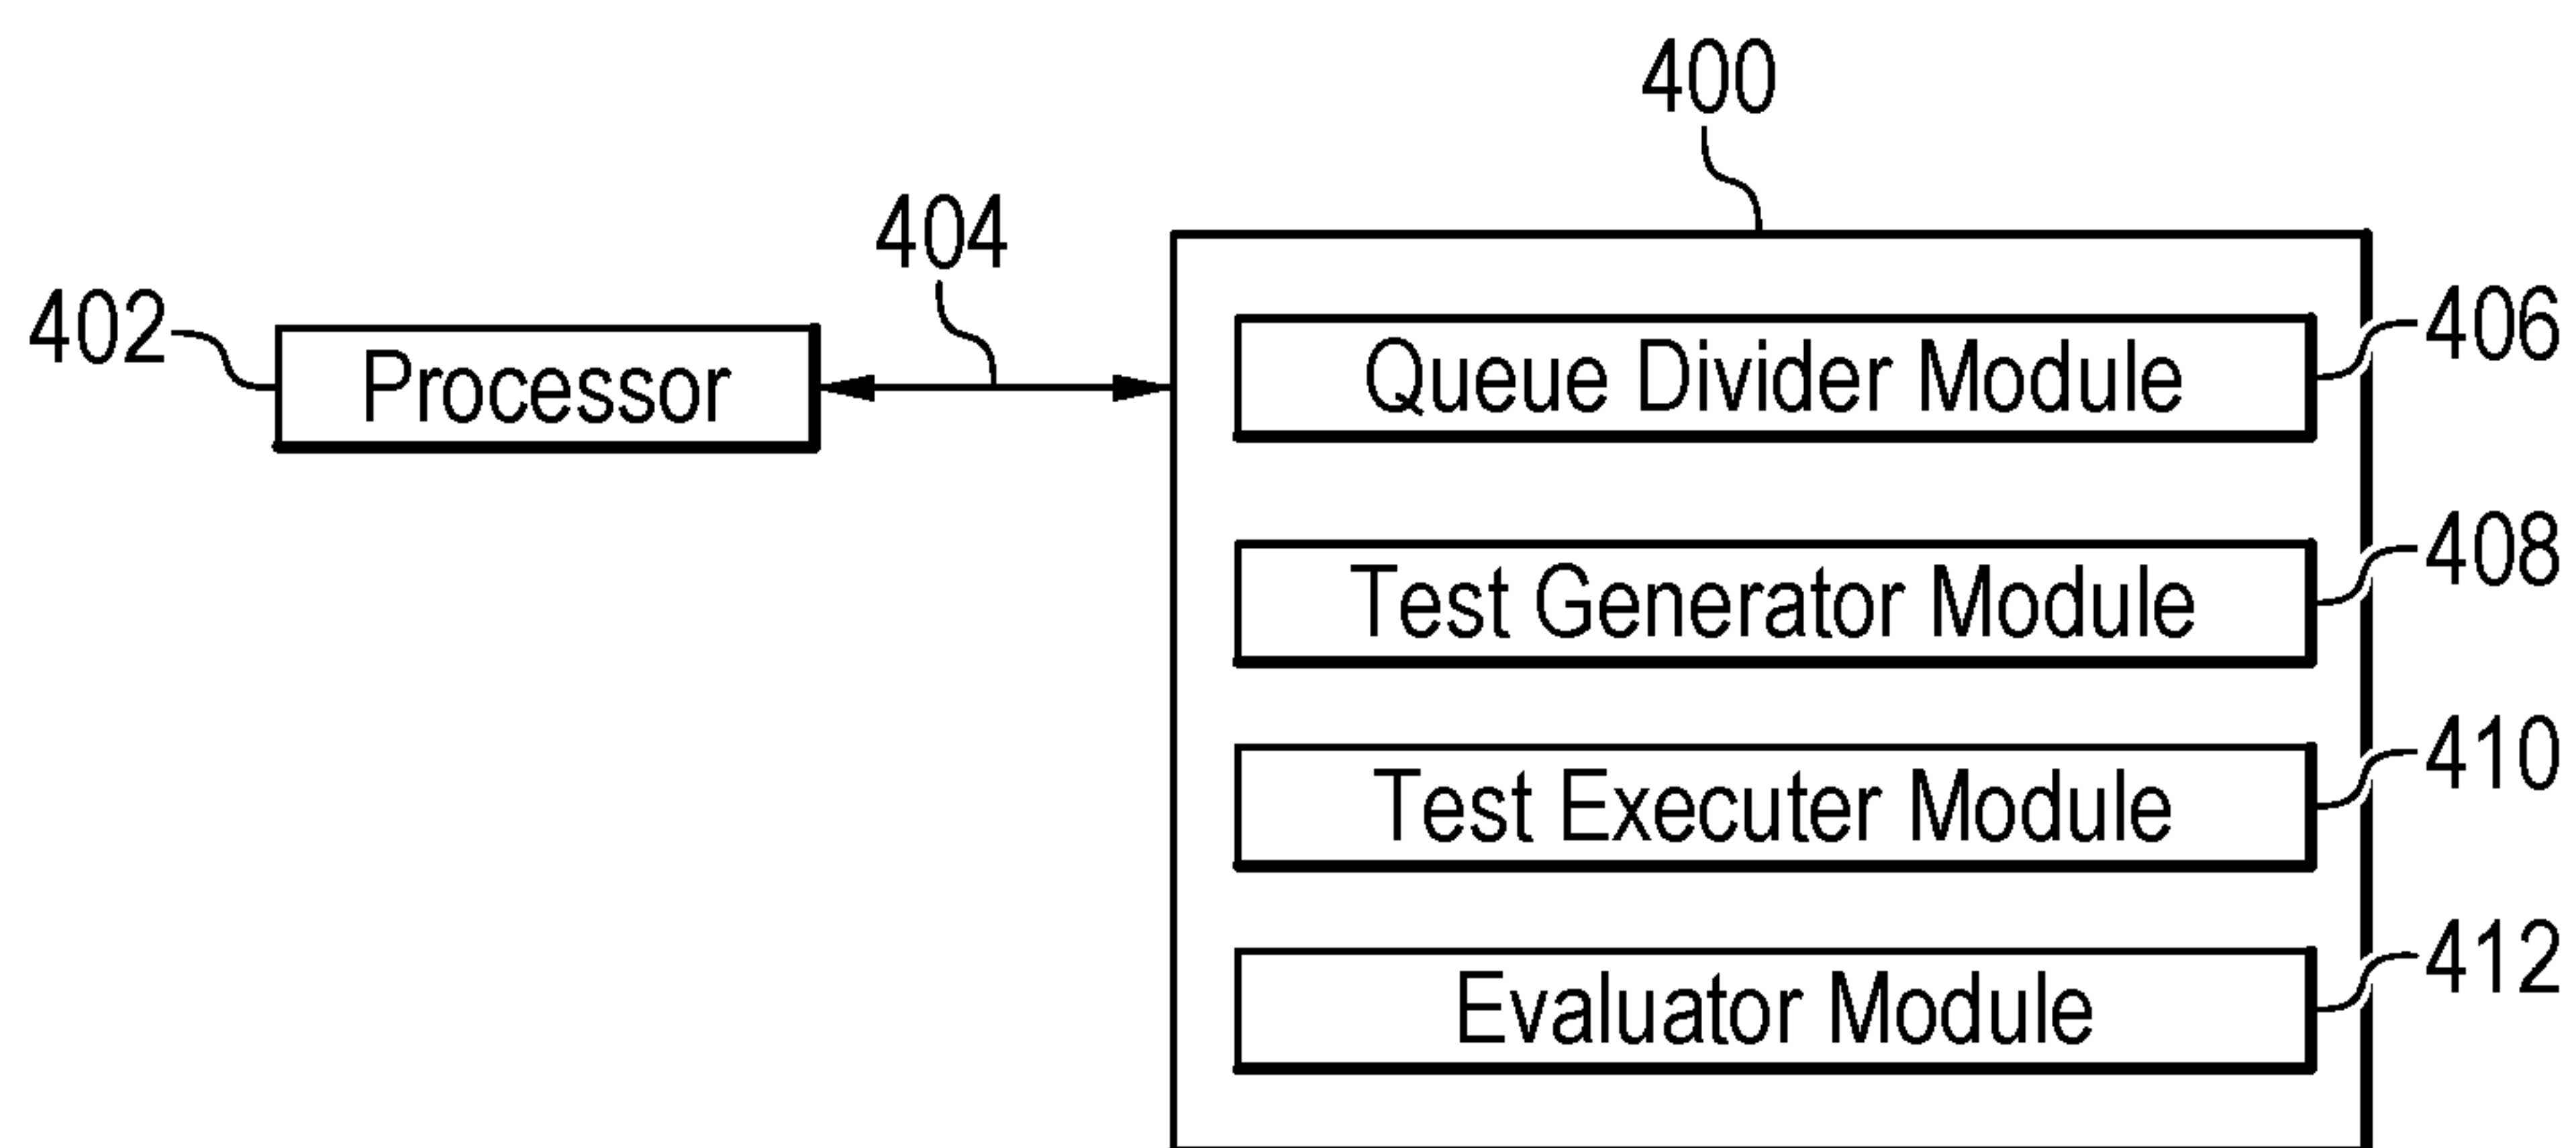 400
404
402
Processor
Queue Divider Module
406
Test Generator Module
408
Test Executer Module
410
Evaluator Module
412